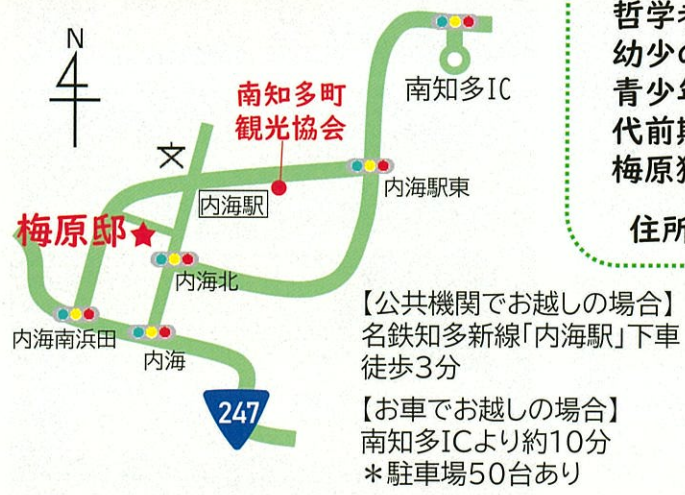 N
南知多町
観光協会
南知多IC
文
内海駅
内海駅東
梅原邸
内海北
内海南浜田
内海
247
哲学者
幼少の
青少年
代前期
梅原猛
住所
【公共機関でお越しの場合】
名鉄知多新線「内海駅」下車
徒歩3分
【お車でお越しの場合】
南知多ICより約10分
*駐車場50台あり